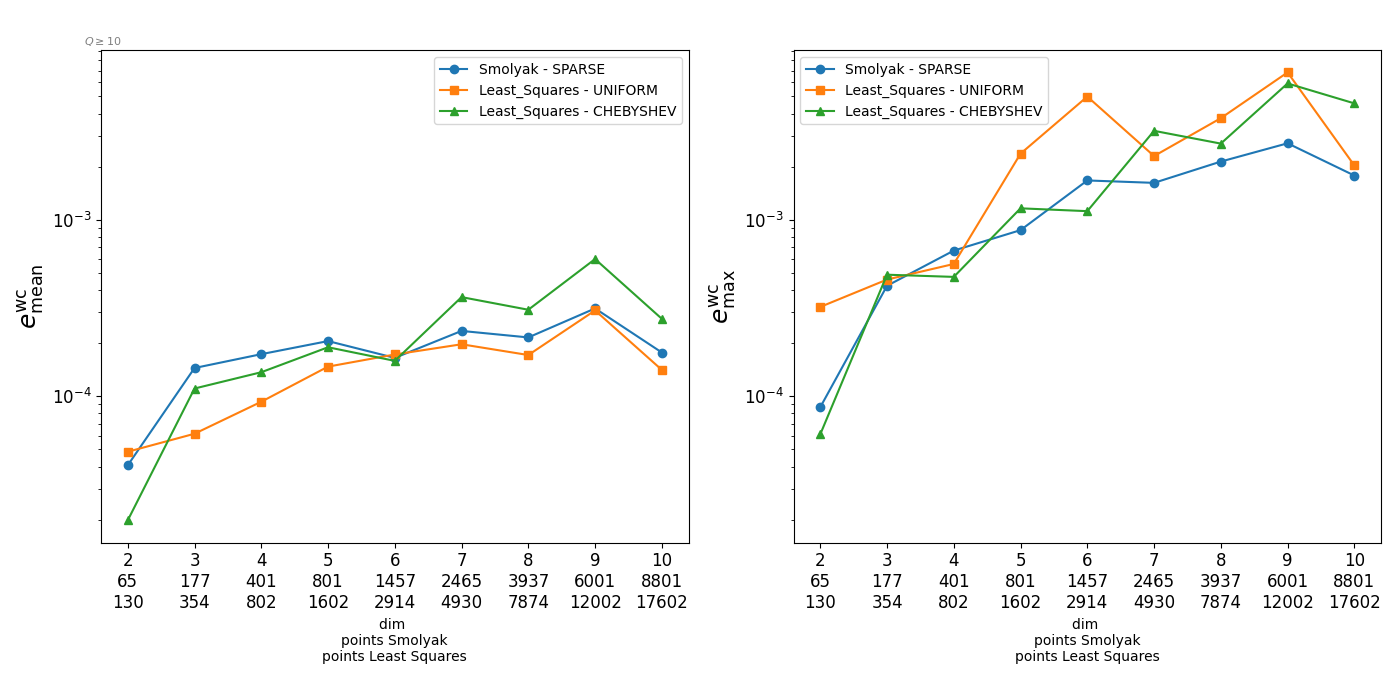 Q ≥ 10
Smolyak - SPARSE
Least_Squares - UNIFORM
Least_Squares - CHEBYSHEV
10⁻³
10⁻⁴
e^wc_mean
2 3 4 5 6 7 8 9 10
65 177 401 801 1457 2465 3937 6001 8801
130 354 802 1602 2914 4930 7874 12002 17602
dim
points Smolyak
points Least Squares
Smolyak - SPARSE
Least_Squares - UNIFORM
Least_Squares - CHEBYSHEV
10⁻³
10⁻⁴
e^wc_max
2 3 4 5 6 7 8 9 10
65 177 401 801 1457 2465 3937 6001 8801
130 354 802 1602 2914 4930 7874 12002 17602
dim
points Smolyak
points Least Squares